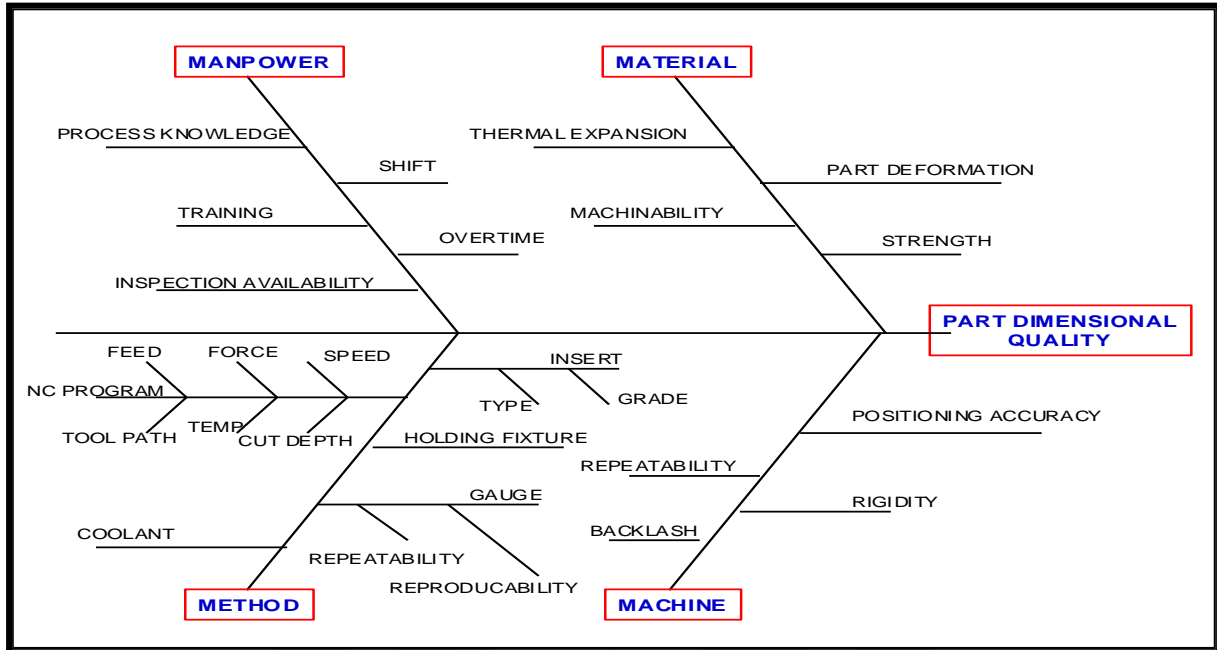 MANPOWER
MATERIAL
PROCESS KNOWLEDGE
THERMAL EXPANSION
SHIFT
PART DEFORMATION
TRAINING
MACHINABILITY
OVERTIME
STRENGTH
INSPECTION AVAILABILITY
PART DIMENSIONAL
QUALITY
FEED
FORCE
SPEED
INSERT
NC PROGRAM
TYPE
GRADE
TOOL PATH
TEMP
CUT DEPTH
HOLDING FIXTURE
POSITIONING ACCURACY
REPEATABILITY
GAUGE
RIGIDITY
COOLANT
BACKLASH
REPEATABILITY
REPRODUCABILITY
METHOD
MACHINE